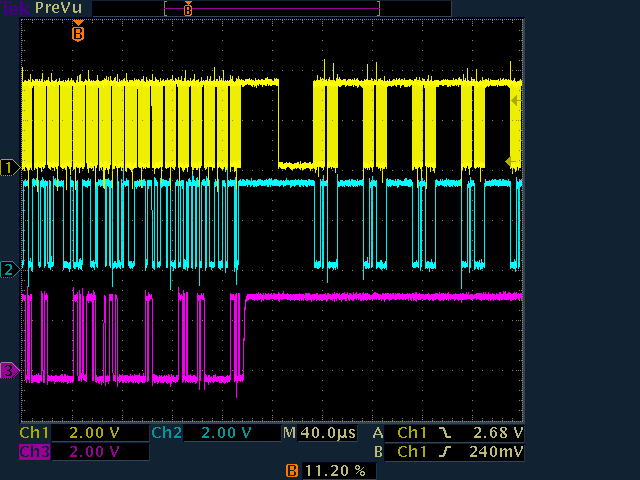 Tek PreVu
B
B
1
2
3
Ch1 2.00 V Ch2 2.00 V M 40.0µs A Ch1 2.68 V
Ch3 2.00 V B Ch1 240mV
B 11.20 %